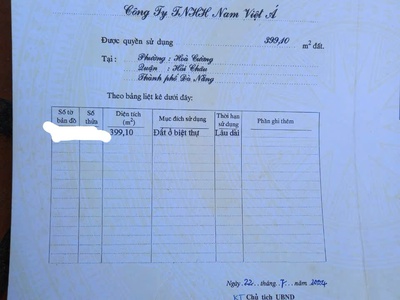 Công Ty TNHH Nam Việt Á
Được quyền sử dụng 399,10 m² đất.
Tại : Phường : Hoà Cường
Quận : Hải Châu
Thành phố Đà Nẵng
Theo bảng liệt kê dưới đây:
Số tờ bản đồ Số thửa Diện tích (m²) Mục đích sử dụng Thời hạn sử dụng Phần ghi thêm
399,10 Đất ở biệt thự Lâu dài
Ngày 22 tháng 7 năm
KT Chủ tịch UBND